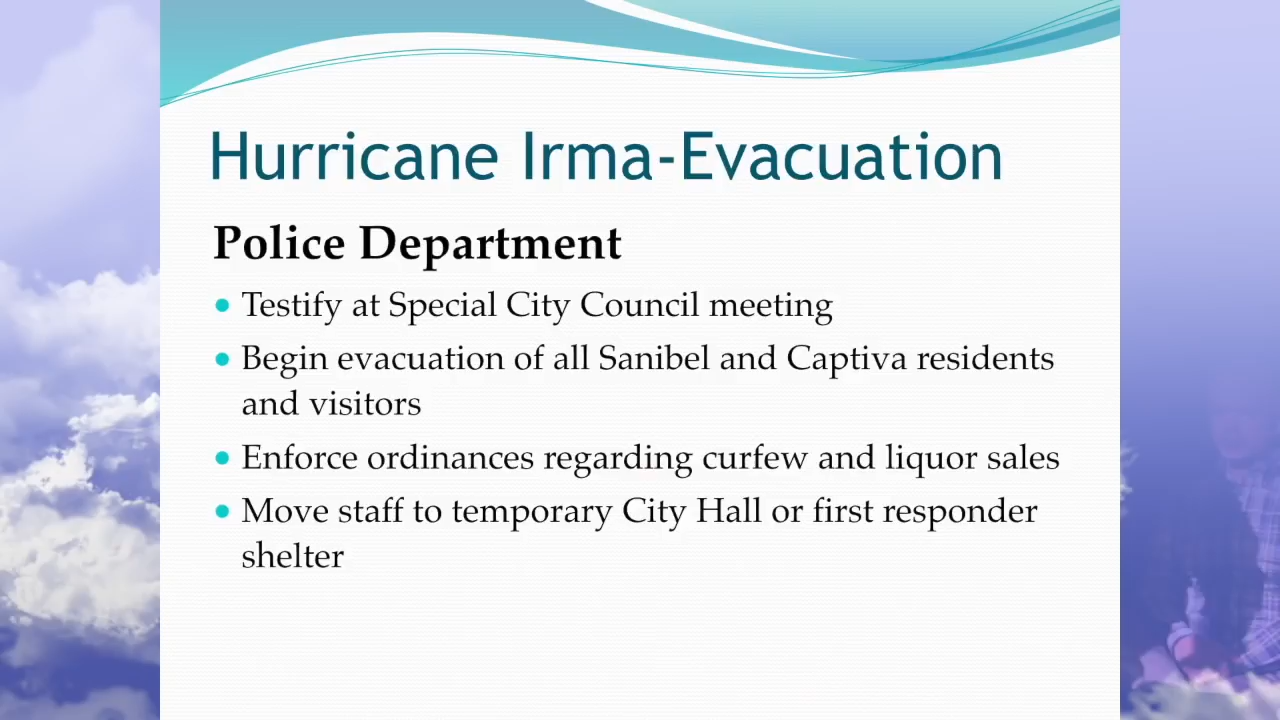 Hurricane Irma-Evacuation
Police Department
• Testify at Special City Council meeting
• Begin evacuation of all Sanibel and Captiva residents
and visitors
• Enforce ordinances regarding curfew and liquor sales
• Move staff to temporary City Hall or first responder
shelter